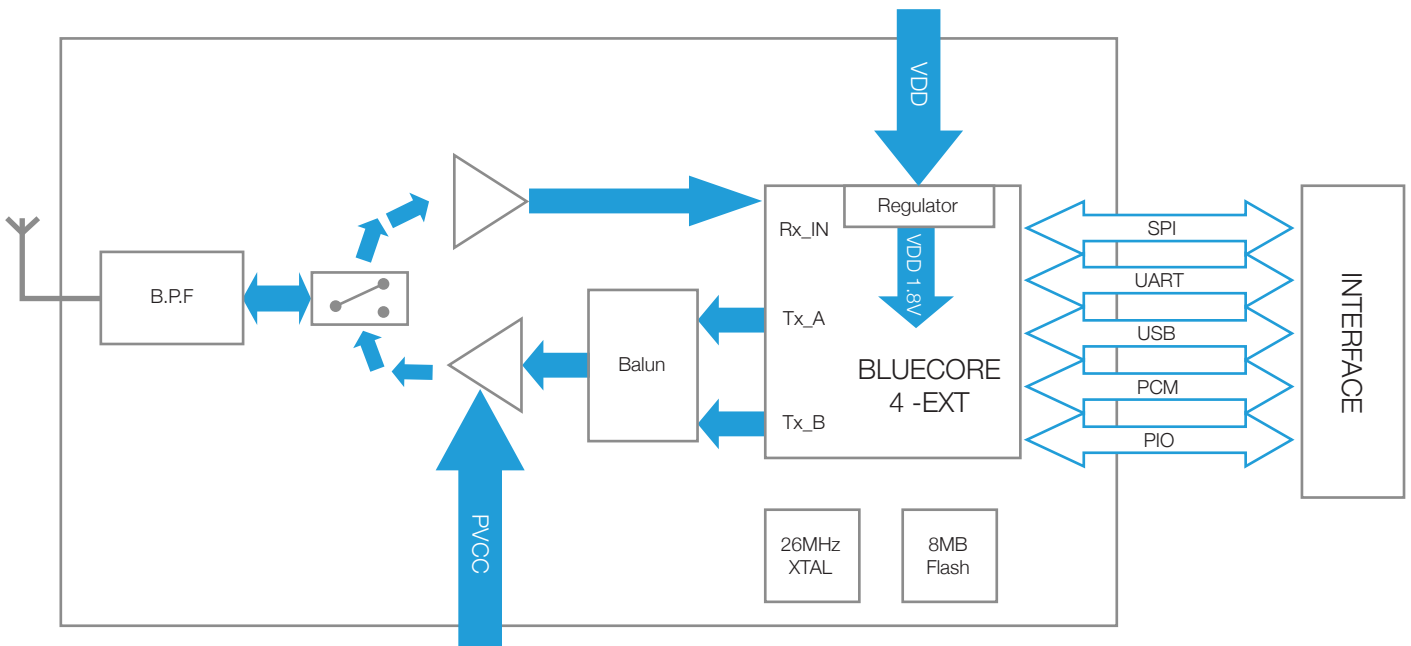 VDD
Regulator
Rx_IN
VDD 1.8V
SPI
B.P.F
UART
INTERFACE
Tx_A
USB
Balun
BLUECORE
4 -EXT
PCM
Tx_B
PIO
PVCC
26MHz
XTAL
8MB
Flash